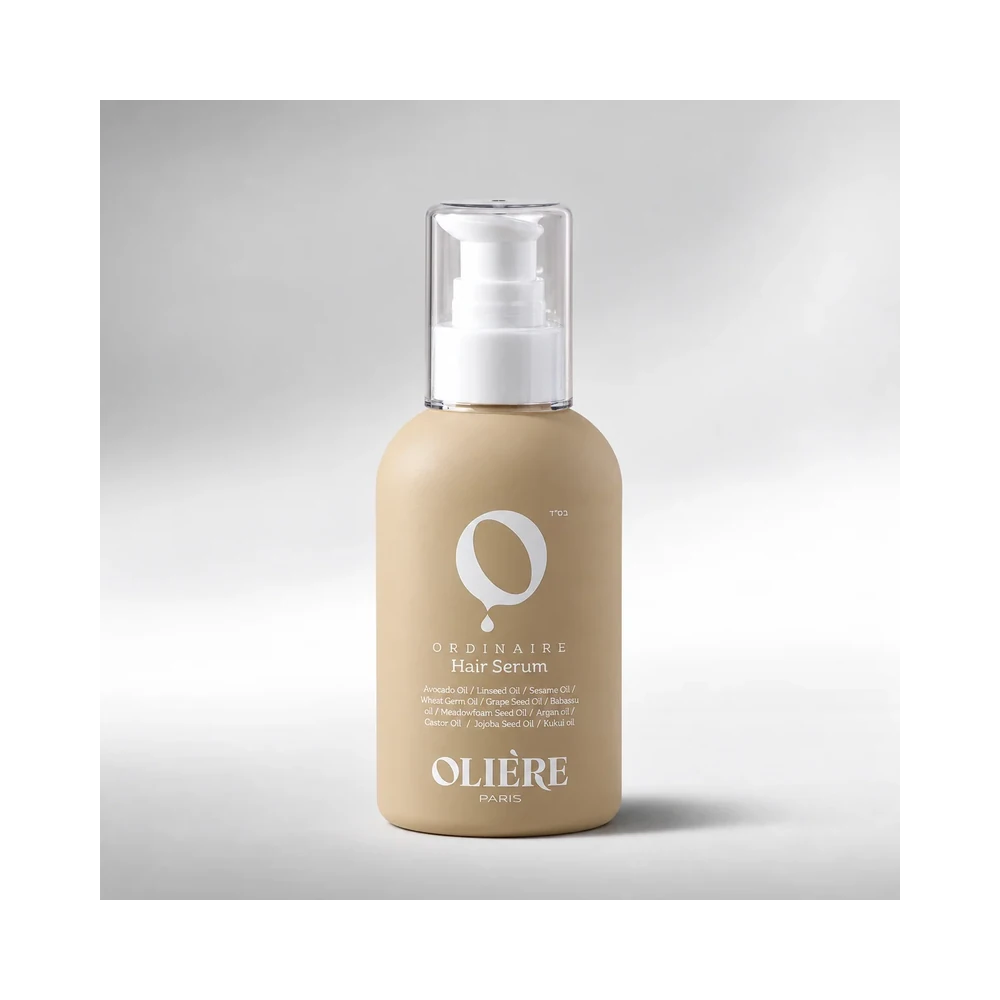 בס"ד
ORDINAIRE
Hair Serum
Avocado Oil / Linseed Oil / Sesame Oil /
Wheat Germ Oil / Grape Seed Oil / Babassu
oil / Meadowfoam Seed Oil / Argan oil /
Castor Oil / Jojoba Seed Oil / Kukui oil
OLIÈRE
PARIS